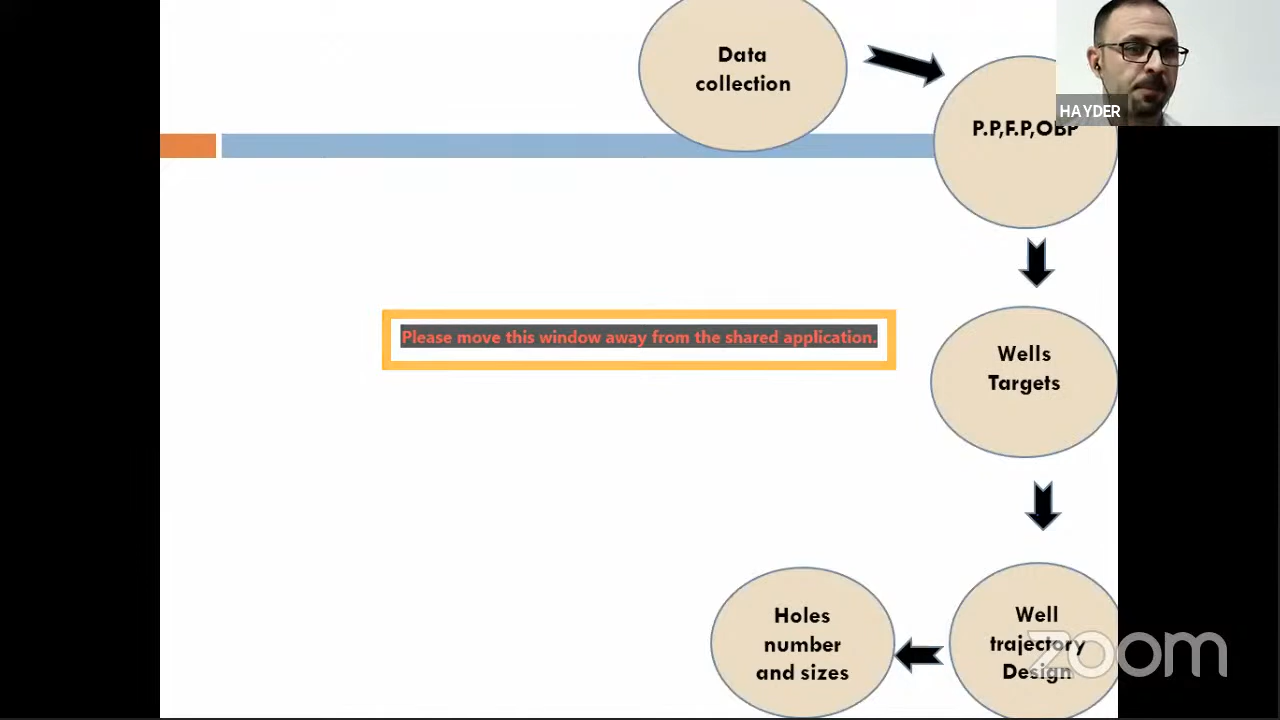 Data
collection
HAYDER
P.P,F.P,OBP
Please move this window away from the shared application.
Wells
Targets
Well
trajectory
Design
Holes
number
and sizes
zoom